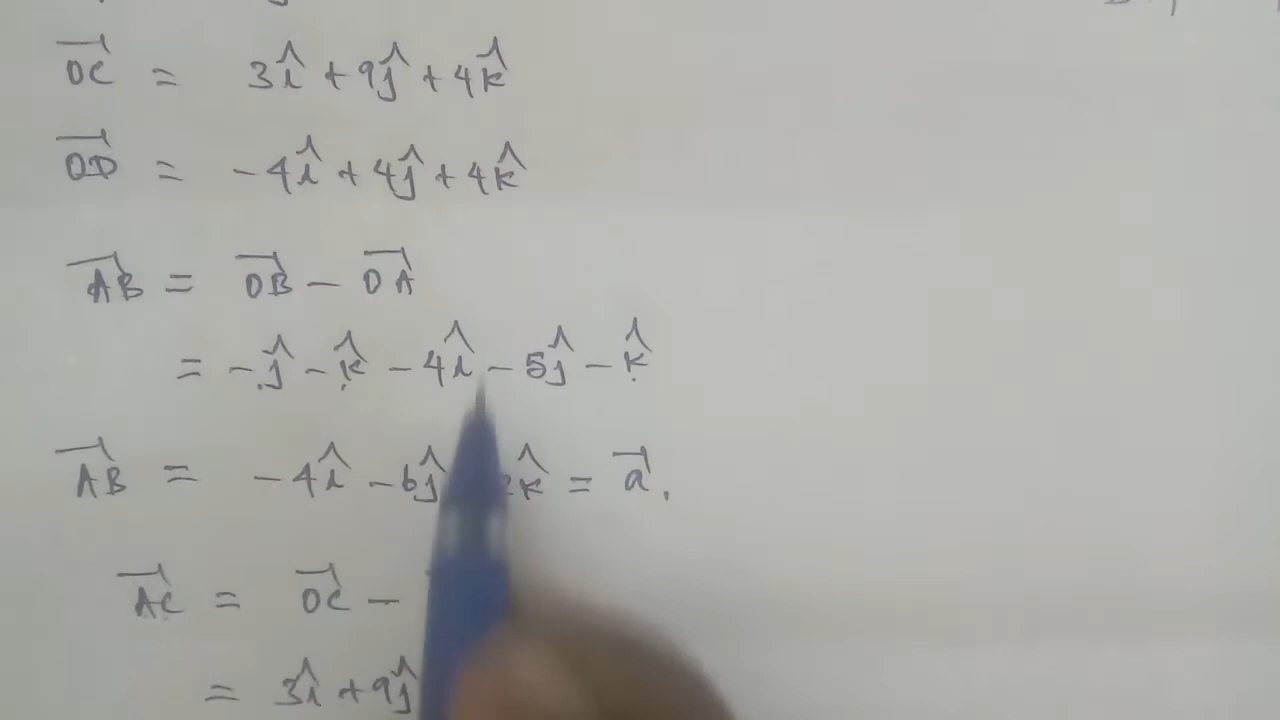 OC⃗ = 3î + 9ĵ + 4k̂
OD⃗ = -4î + 4ĵ + 4k̂
AB⃗ = OB⃗ - OA⃗
= -ĵ - k̂ - 4î - 5ĵ - k̂
AB⃗ = -4î - 6ĵ 2k̂ = a⃗.
AC⃗ = OC⃗ -
= 3î + 9ĵ